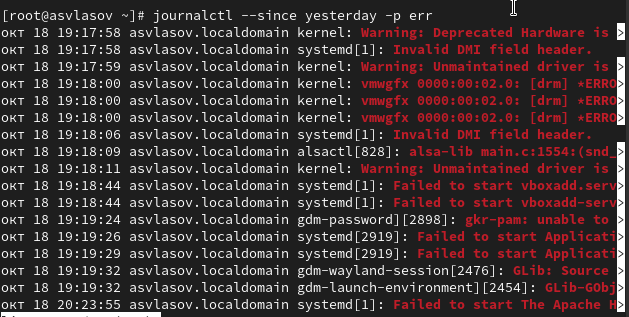 [root@asvlasov ~]# journalctl --since yesterday -p err
окт 18 19:17:58 asvlasov.localdomain kernel: Warning: Deprecated Hardware is >
окт 18 19:17:58 asvlasov.localdomain systemd[1]: Invalid DMI field header.
окт 18 19:17:59 asvlasov.localdomain kernel: Warning: Unmaintained driver is >
окт 18 19:18:00 asvlasov.localdomain kernel: vmwgfx 0000:00:02.0: [drm] *ERRO>
окт 18 19:18:00 asvlasov.localdomain kernel: vmwgfx 0000:00:02.0: [drm] *ERRO>
окт 18 19:18:00 asvlasov.localdomain kernel: vmwgfx 0000:00:02.0: [drm] *ERRO>
окт 18 19:18:06 asvlasov.localdomain systemd[1]: Invalid DMI field header.
окт 18 19:18:09 asvlasov.localdomain alsactl[828]: alsa-lib main.c:1554:(snd_>
окт 18 19:18:11 asvlasov.localdomain kernel: Warning: Unmaintained driver is >
окт 18 19:18:44 asvlasov.localdomain systemd[1]: Failed to start vboxadd.serv>
окт 18 19:18:44 asvlasov.localdomain systemd[1]: Failed to start vboxadd-serv>
окт 18 19:19:24 asvlasov.localdomain gdm-password][2898]: gkr-pam: unable to >
окт 18 19:19:26 asvlasov.localdomain systemd[2919]: Failed to start Applicati>
окт 18 19:19:29 asvlasov.localdomain systemd[2919]: Failed to start Applicati>
окт 18 19:19:32 asvlasov.localdomain gdm-wayland-session[2476]: GLib: Source >
окт 18 19:19:32 asvlasov.localdomain gdm-launch-environment][2454]: GLib-GObj>
окт 18 20:23:55 asvlasov.localdomain systemd[1]: Failed to start The Apache H>